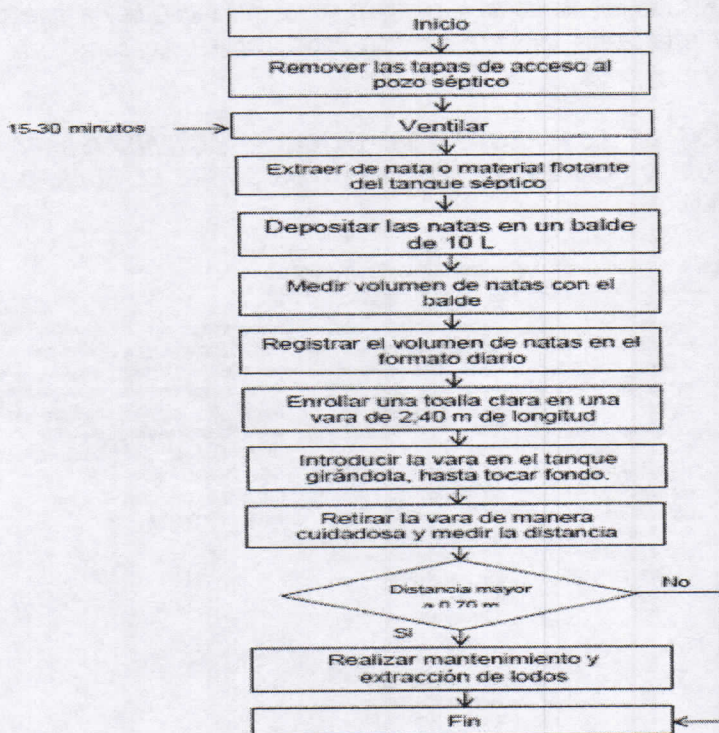 Inicio
Remover las tapas de acceso al
pozo séptico
15-30 minutos
Ventilar
Extraer de nata o material flotante
del tanque séptico
Depositar las natas en un balde
de 10 L
Medir volumen de natas con el
balde
Registrar el volumen de natas en el
formato diario
Enrollar una toalla clara en una
vara de 2,40 m de longitud
Introducir la vara en el tanque
girándola, hasta tocar fondo.
Retirar la vara de manera
cuidadosa y medir la distancia
Distancia mayor
No
Si
Realizar mantenimiento y
extracción de lodos
Fin